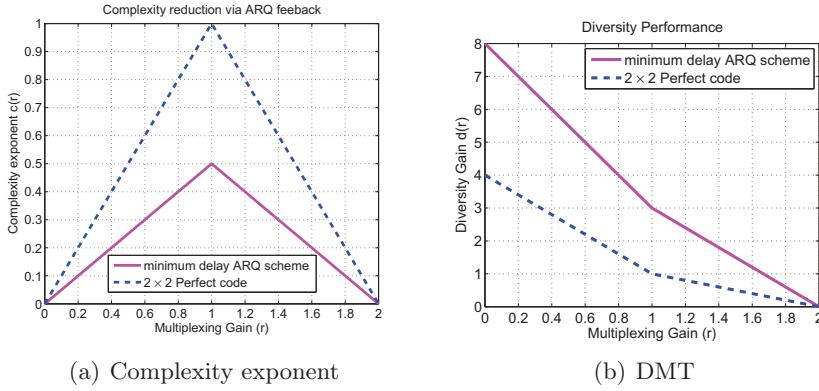 Complexity reduction via ARQ feeback
1
0.9
0.8
0.7
0.6
0.5
0.4
0.3
0.2
0.1
0
Complexity exponent c(r)
minimum delay ARQ scheme
2 × 2 Perfect code
0 0.2 0.4 0.6 0.8 1 1.2 1.4 1.6 1.8 2
Multiplexing Gain (r)
(a) Complexity exponent
Diversity Performance
8
7
6
5
4
3
2
1
0
Diversity Gain d(r)
minimum delay ARQ scheme
2 × 2 Perfect code
0 0.2 0.4 0.6 0.8 1 1.2 1.4 1.6 1.8 2
Multiplexing Gain (r)
(b) DMT